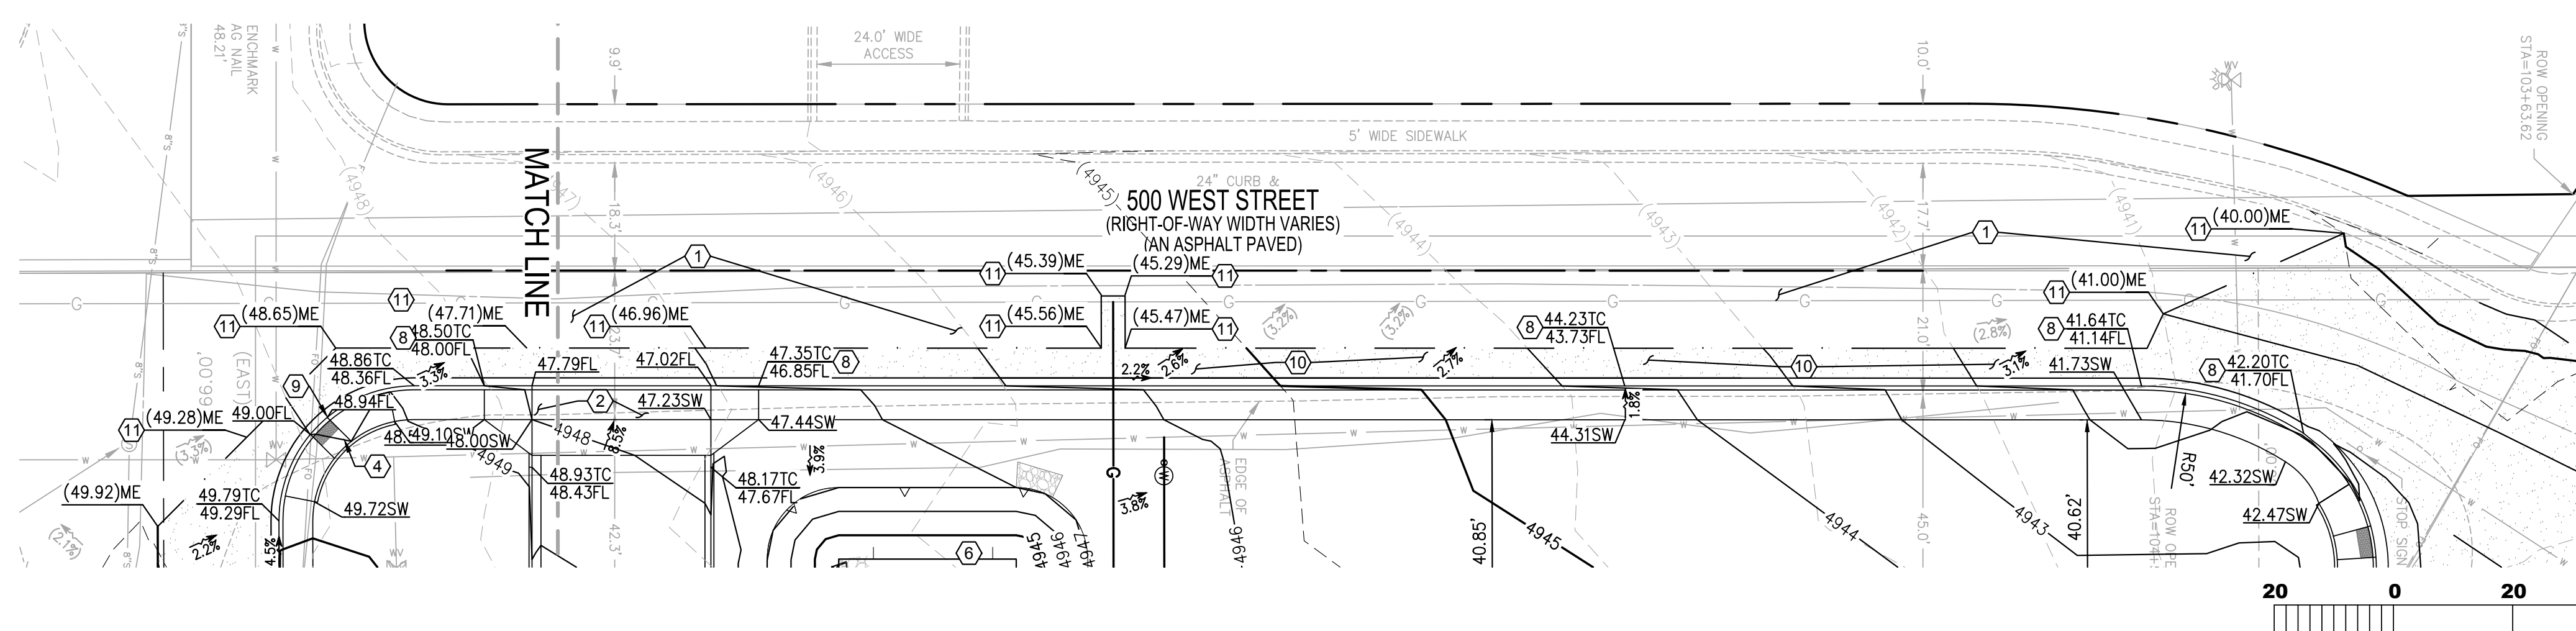 ENCHMARK
AG NAIL
48.21'
8"s
8"s
8"s
8"s
8"s
9.9'
24.0' WIDE
ACCESS
10.0'
WV
ROW OPENING
STA=103+63.62
5' WIDE SIDEWALK
MATCH LINE
(4948)
(4946)
(4945)
24" CURB &
500 WEST STREET
(RIGHT-OF-WAY WIDTH VARIES)
(AN ASPHALT PAVED)
(4944)
(4943)
(4942)
(4941)
18.3'
17.7'
1
1
11
(40.00)ME
11
(45.39)ME
(45.29)ME
11
11
(41.00)ME
G
G
G
G
G
G
G
G
G
11
(48.65)ME
11
(47.71)ME
11
(46.96)ME
11
(45.56)ME
(45.47)ME
11
(3.2%)
(3.2%)
21.0'
(2.8%)
8
48.50TC
48.00FL
8
44.23TC
43.73FL
8
41.64TC
41.14FL
48.86TC
48.36FL
3.3%
47.79FL
47.02FL
47.35TC
46.85FL
8
2.2%
2.6%
10
2.7%
10
3.1%
41.73SW
8
42.20TC
41.70FL
66.00'
(EAST)
9
48.94FL
2
47.23SW
11
(49.28)ME
49.00FL
49.10SW
48.00SW
4948
8.5%
47.44SW
1.8%
44.31SW
(3.3%)
S
WV
4
4949
W
W
W
W
W
W
W
3.9%
EDGE OF
ASPHALT
R50'
42.32SW
(49.92)ME
49.79TC
49.29FL
49.72SW
48.93TC
48.43FL
48.17TC
47.67FL
G
8"W
3.8%
40.85'
40.62'
42.47SW
(2.1%)
2.2%
4.5%
WV
42.3'
6
4945
4946
4947
4946
4945
4944
4943
45.0'
STOP SIGN
20
0
20